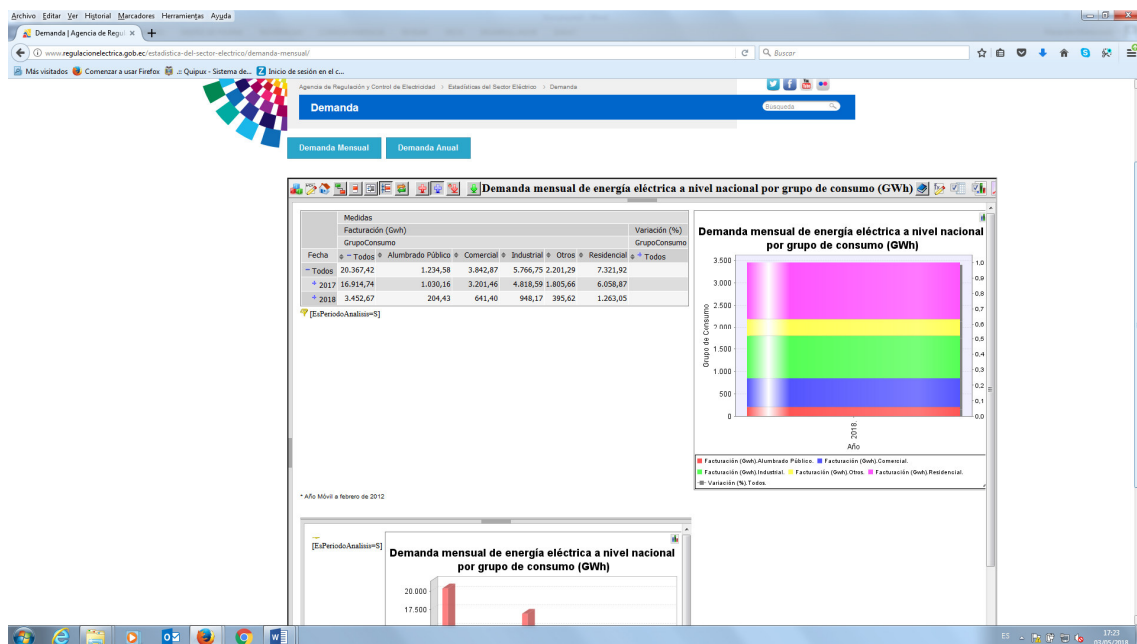 Archivo Editar Ver Historial Marcadores Herramientas Ayuda
Demanda | Agencia de Regul
www.regulacionelectrica.gob.ec/estadistica-del-sector-electrico/demanda-mensual/
Buscar
Más visitados Comenzar a usar Firefox .:: Quipux - Sistema de... Inicio de sesión en el c...
Agencia de Regulación y Control de Electricidad > Estadísticas del Sector Eléctrico > Demanda
Demanda
Búsqueda
Demanda Mensual Demanda Anual
Demanda mensual de energía eléctrica a nivel nacional por grupo de consumo (GWh)
Medidas
Facturación (Gwh) Variación (%)
GrupoConsumo GrupoConsumo
Fecha Todos Alumbrado Público Comercial Industrial Otros Residencial Todos
Todos 20.367,42 1.234,58 3.842,87 5.766,75 2.201,29 7.321,92
2017 16.914,74 1.030,16 3.201,46 4.818,59 1.805,66 6.058,87
2018 3.452,67 204,43 641,40 948,17 395,62 1.263,05
[EsPeriodoAnalisis=S]
Demanda mensual de energía eléctrica a nivel nacional
por grupo de consumo (GWh)
3.500
3.000
2.500
2.000
1.500
1.000
500
0
Grupo de Consumo
1,0
0,9
0,8
0,7
0,6
0,5
0,4
0,3
0,2
0,1
0,0
2018.
Año
Facturación (Gwh).Alumbrado Público. Facturación (Gwh).Comercial.
Facturación (Gwh).Industrial. Facturación (Gwh).Otros. Facturación (Gwh).Residencial.
Variación (%).Todos.
* Año Móvil a febrero de 2012
[EsPeriodoAnalisis=S]
Demanda mensual de energía eléctrica a nivel nacional
por grupo de consumo (GWh)
20.000
17.500
ES
17:23
03/05/2018